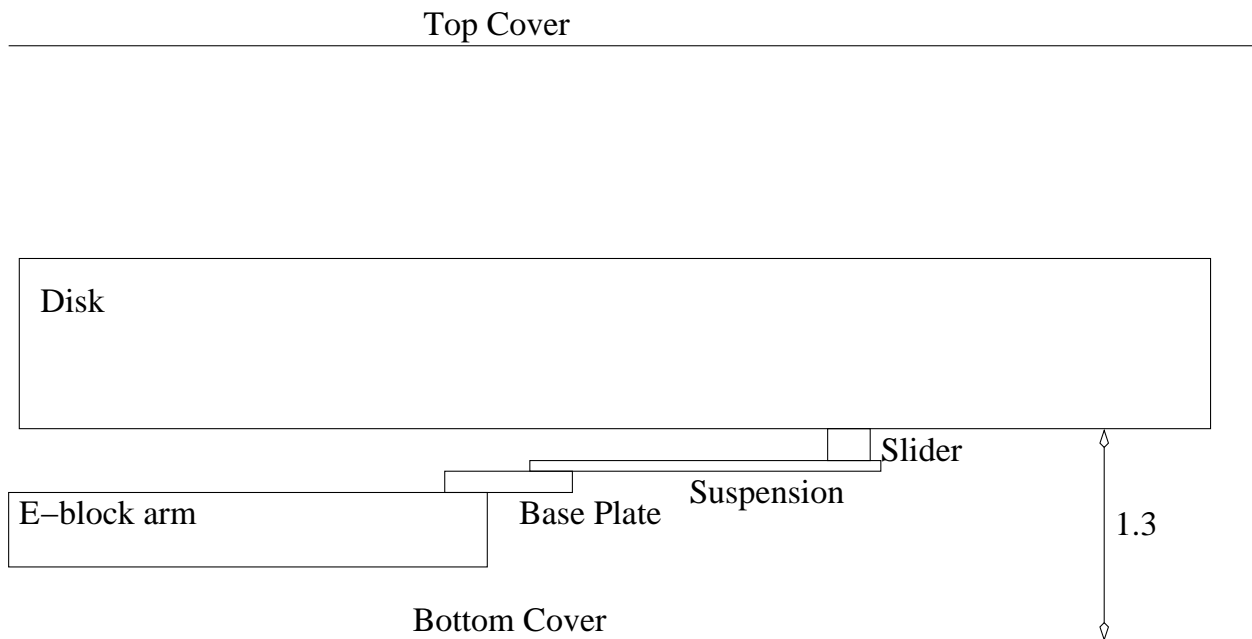 Top Cover
Disk
Slider
Suspension
E−block arm
Base Plate
1.3
Bottom Cover